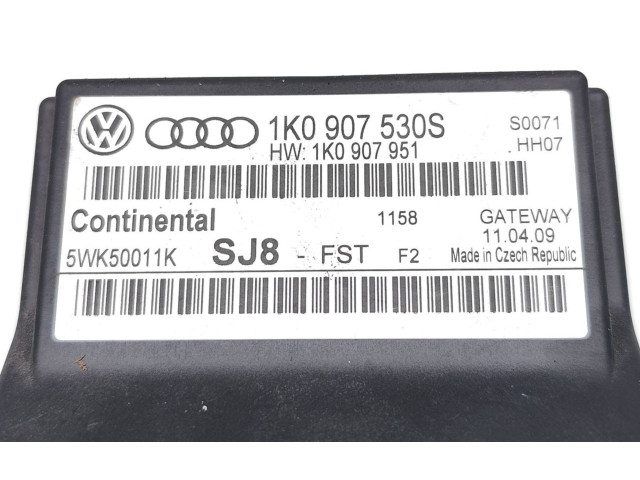 1K0 907 530S S0071
HW: 1K0 907 951 .HH07
Continental 1158 GATEWAY
11.04.09
5WK50011K SJ8 - FST F2 Made in Czech Republic